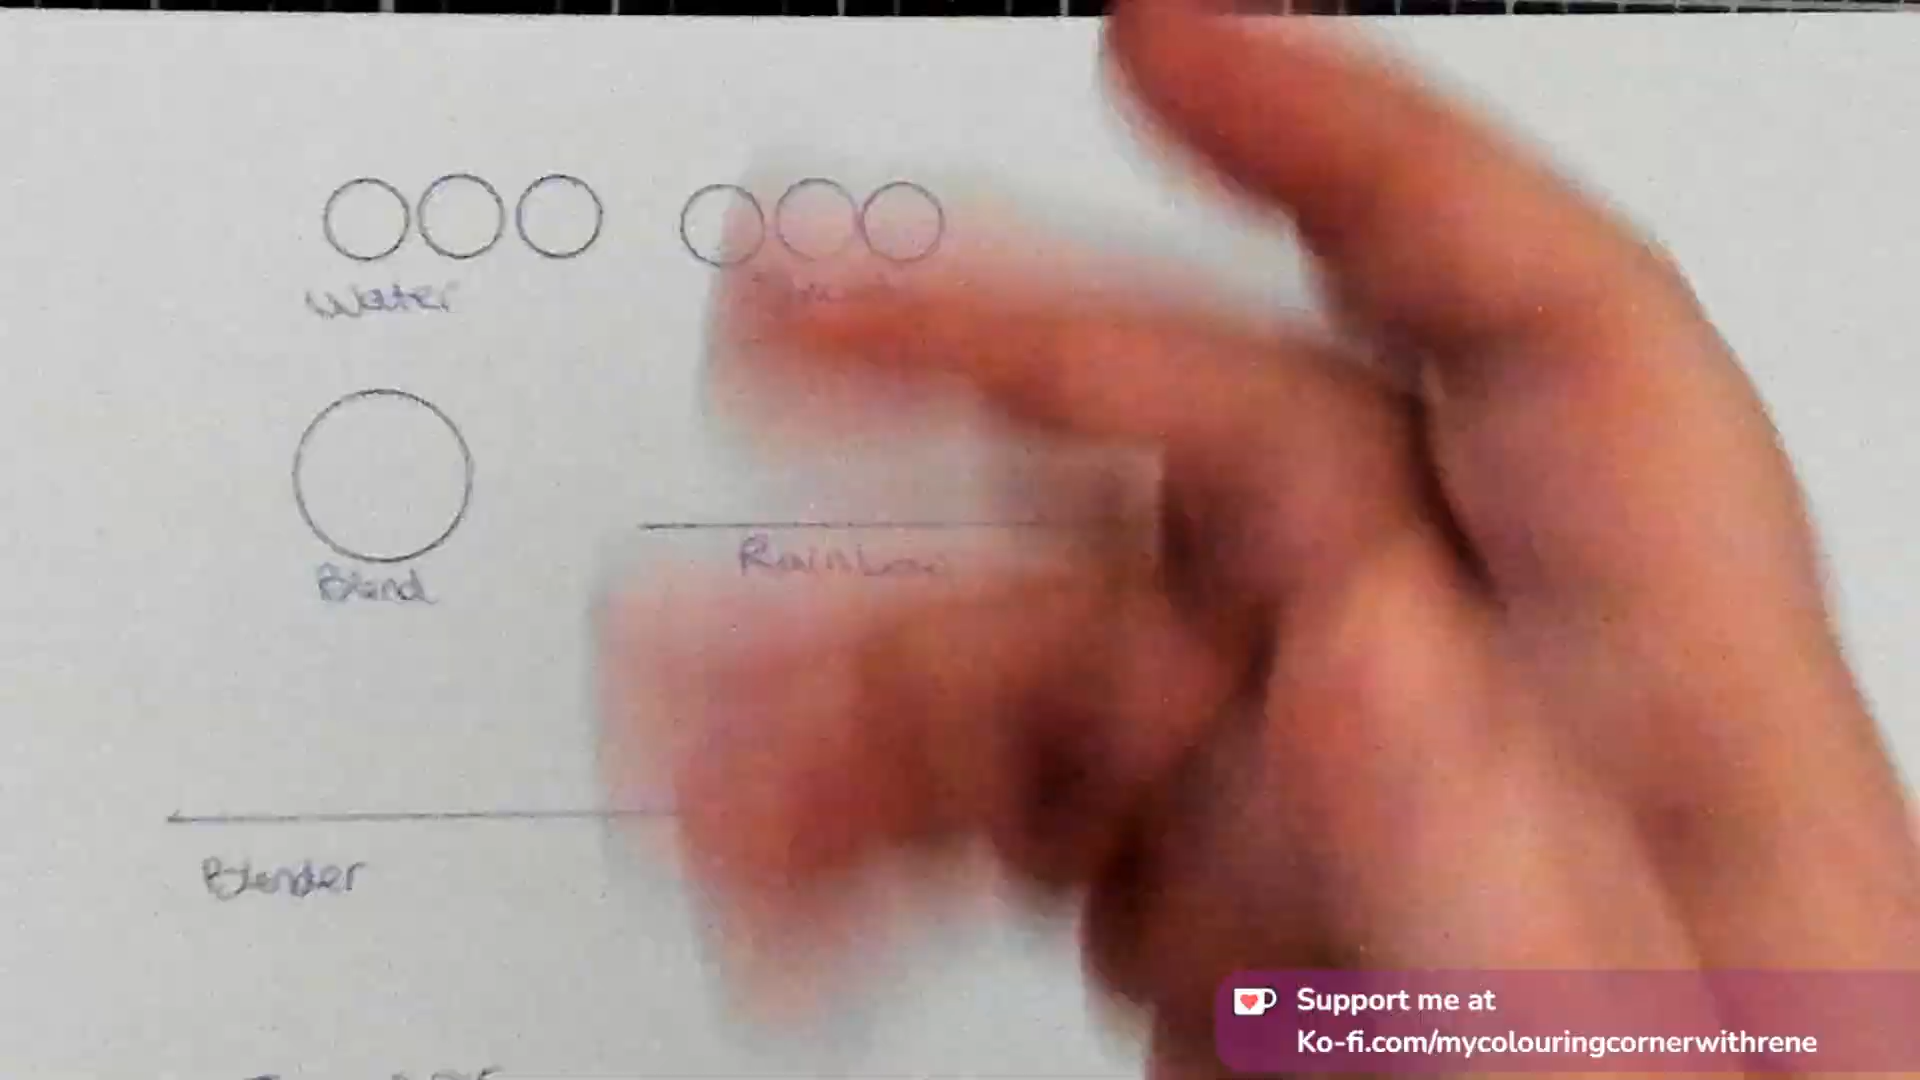 Water
Rainbow
Blend
Blender
Support me at
Ko-fi.com/mycolouringcornerwithrene